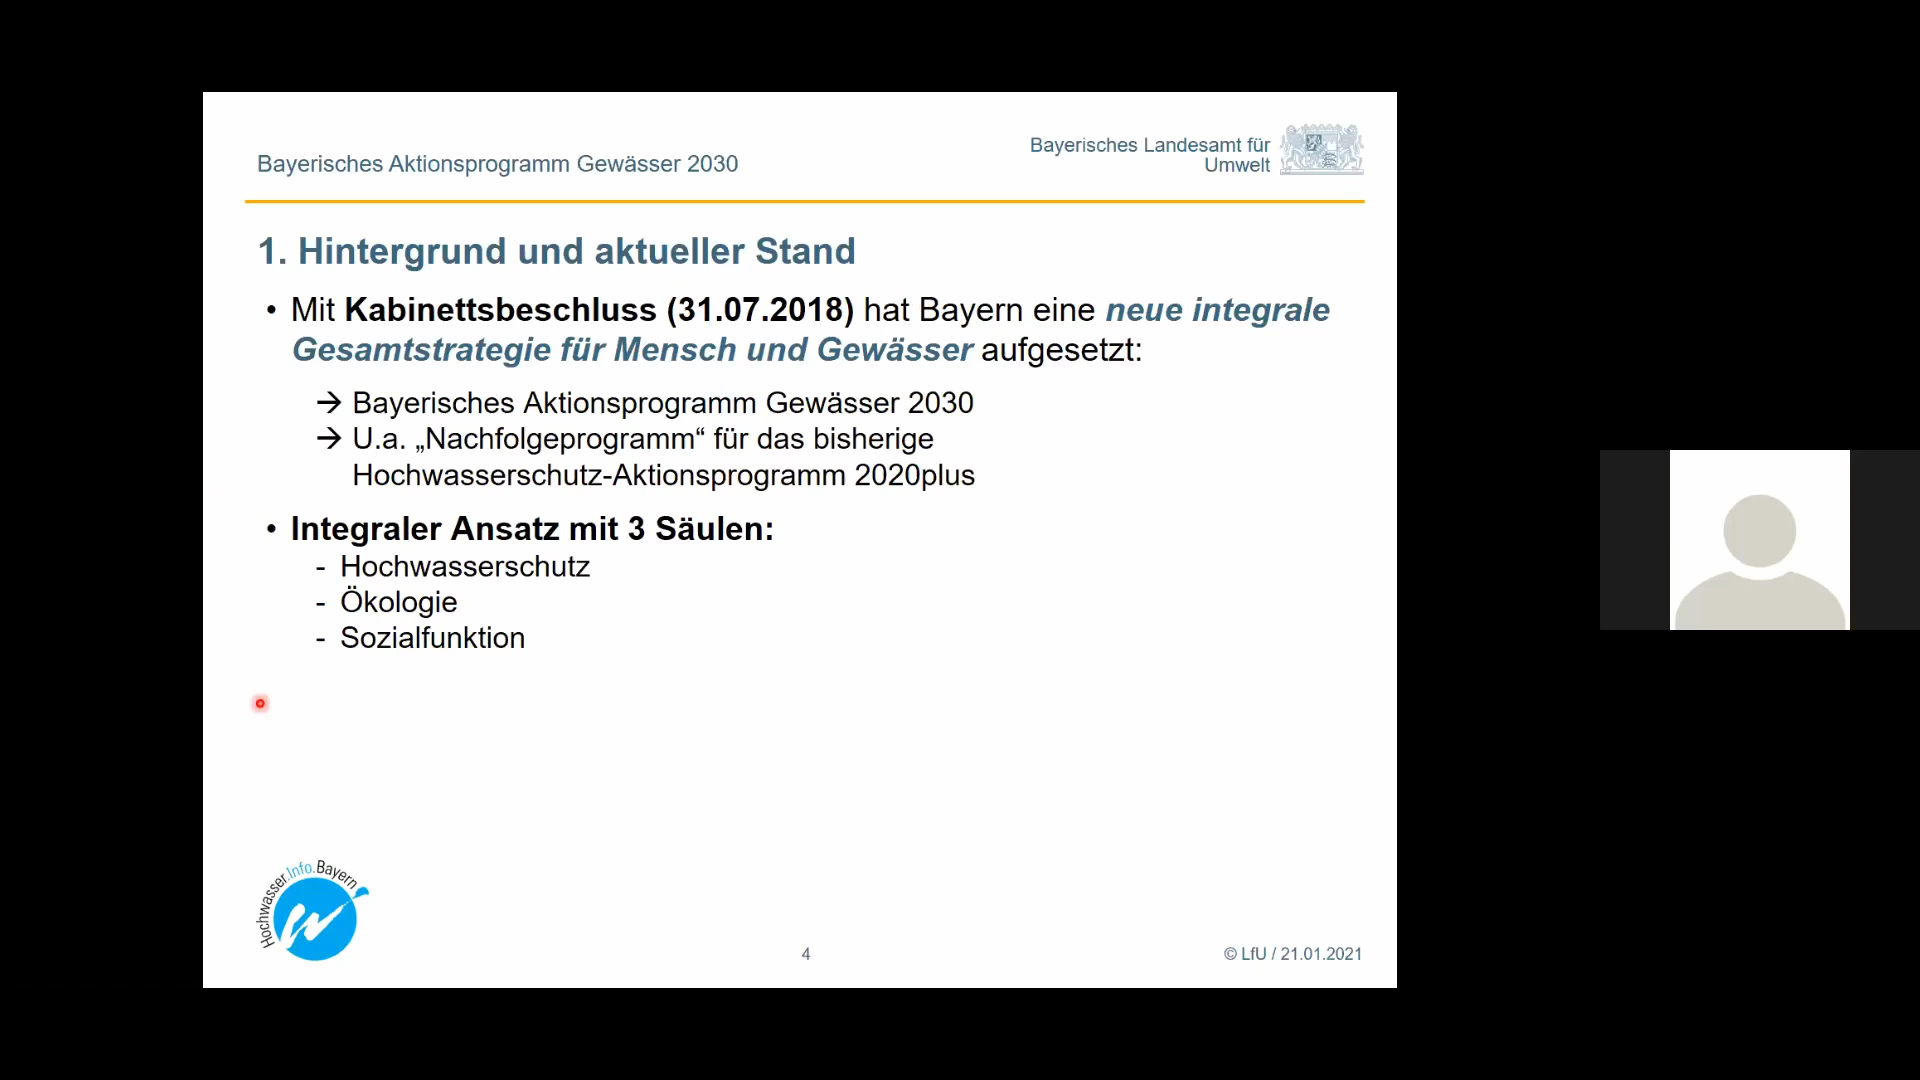 Bayerisches Aktionsprogramm Gewässer 2030
Bayerisches Landesamt für
Umwelt
1. Hintergrund und aktueller Stand
• Mit Kabinettsbeschluss (31.07.2018) hat Bayern eine neue integrale
Gesamtstrategie für Mensch und Gewässer aufgesetzt:
→ Bayerisches Aktionsprogramm Gewässer 2030
→ U.a. „Nachfolgeprogramm“ für das bisherige
Hochwasserschutz-Aktionsprogramm 2020plus
• Integraler Ansatz mit 3 Säulen:
- Hochwasserschutz
- Ökologie
- Sozialfunktion
Hochwasser.Info.Bayern
4
© LfU / 21.01.2021